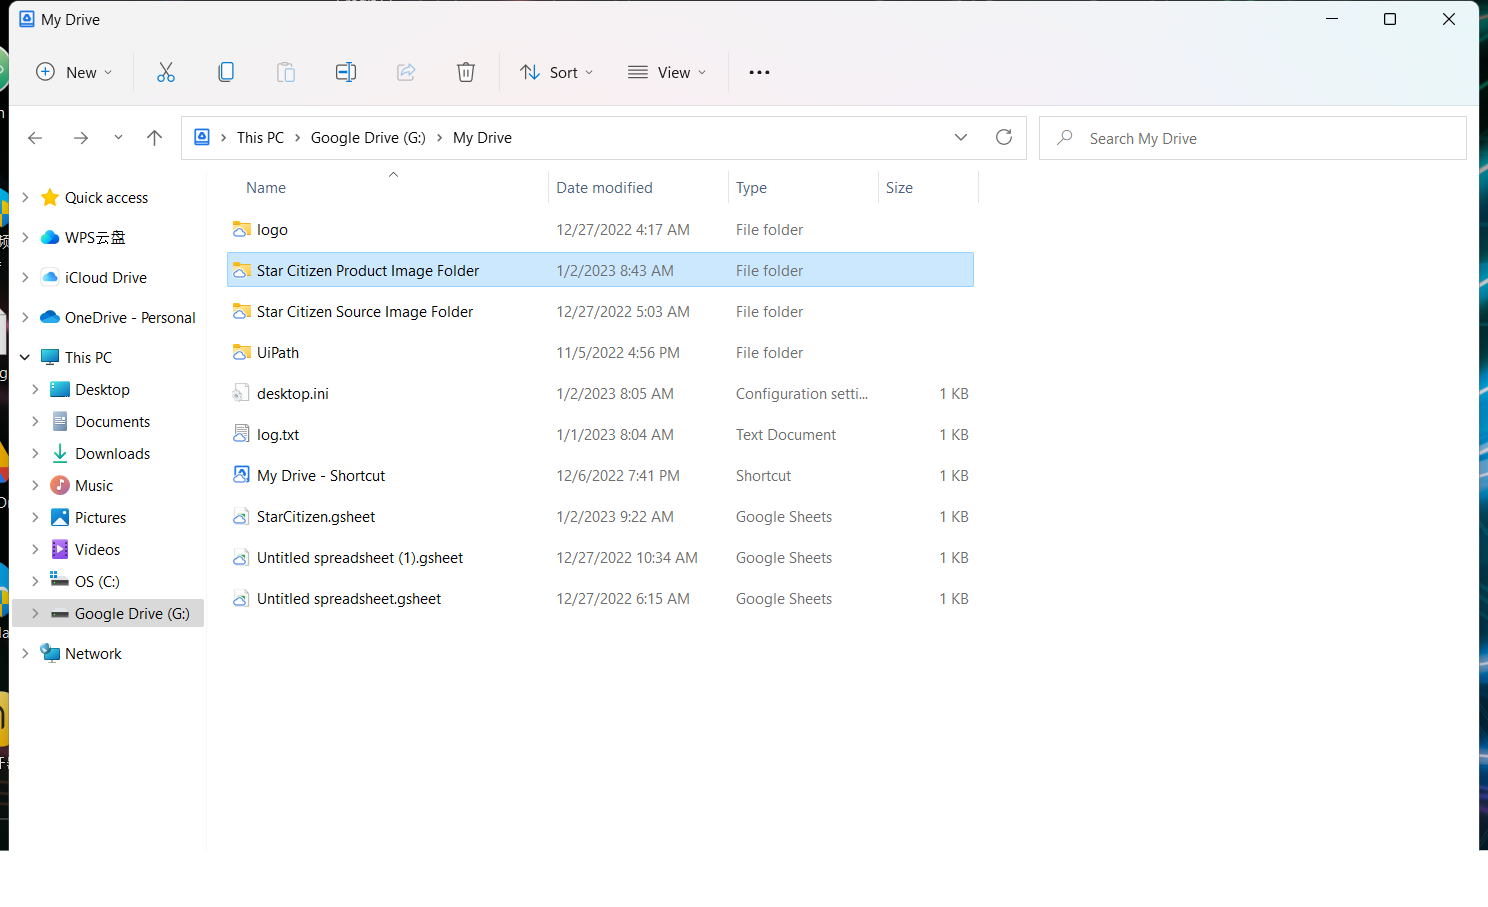 My Drive
New Sort View
This PC Google Drive (G:) My Drive Search My Drive
Quick access
WPS云盘
iCloud Drive
OneDrive - Personal
This PC
Desktop
Documents
Downloads
Music
Pictures
Videos
OS (C:)
Google Drive (G:)
Network
Name Date modified Type Size
logo 12/27/2022 4:17 AM File folder
Star Citizen Product Image Folder 1/2/2023 8:43 AM File folder
Star Citizen Source Image Folder 12/27/2022 5:03 AM File folder
UiPath 11/5/2022 4:56 PM File folder
desktop.ini 1/2/2023 8:05 AM Configuration setti... 1 KB
log.txt 1/1/2023 8:04 AM Text Document 1 KB
My Drive - Shortcut 12/6/2022 7:41 PM Shortcut 1 KB
StarCitizen.gsheet 1/2/2023 9:22 AM Google Sheets 1 KB
Untitled spreadsheet (1).gsheet 12/27/2022 10:34 AM Google Sheets 1 KB
Untitled spreadsheet.gsheet 12/27/2022 6:15 AM Google Sheets 1 KB